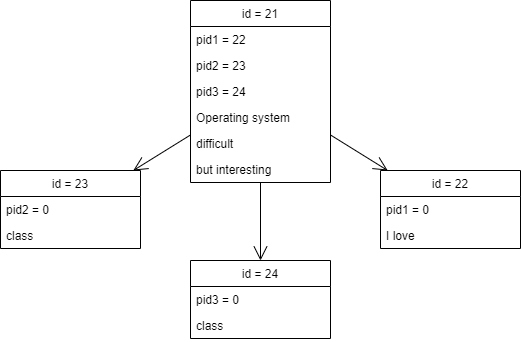 id = 21
pid1 = 22
pid2 = 23
pid3 = 24
Operating system
difficult
but interesting
id = 23
pid2 = 0
class
id = 22
pid1 = 0
I love
id = 24
pid3 = 0
class